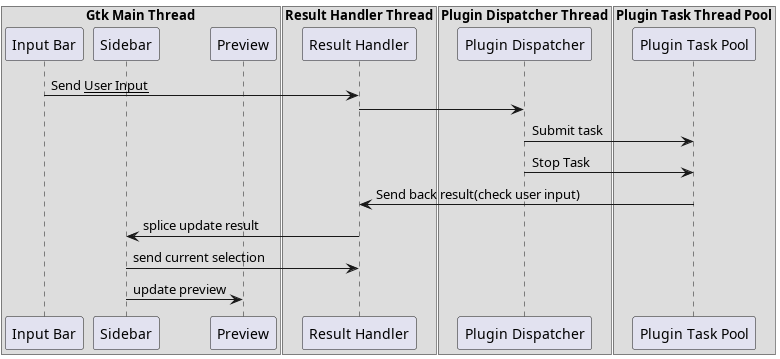 Gtk Main Thread
Result Handler Thread
Plugin Dispatcher Thread
Plugin Task Thread Pool
Input Bar
Sidebar
Preview
Result Handler
Plugin Dispatcher
Plugin Task Pool
Send User Input
Submit task
Stop Task
Send back result(check user input)
splice update result
send current selection
update preview
Input Bar
Sidebar
Preview
Result Handler
Plugin Dispatcher
Plugin Task Pool